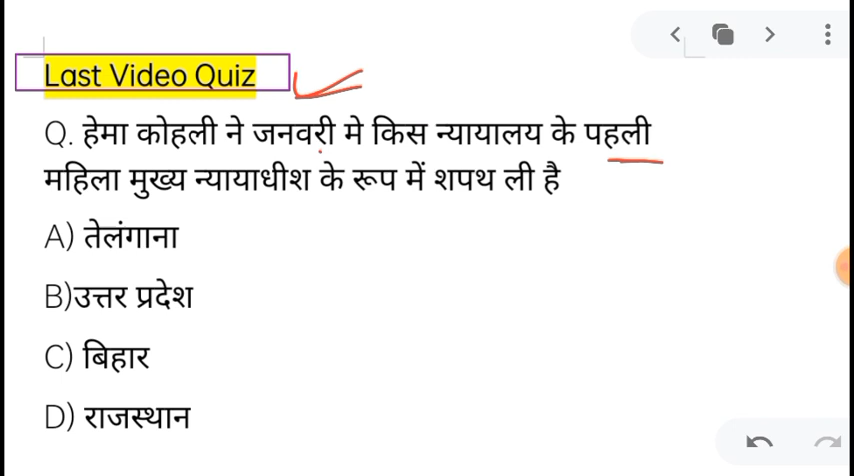 Last Video Quiz
Q. हेमा कोहली ने जनवरी मे किस न्यायालय के पहली
महिला मुख्य न्यायाधीश के रूप में शपथ ली है
A) तेलंगाना
B)उत्तर प्रदेश
C) बिहार
D) राजस्थान